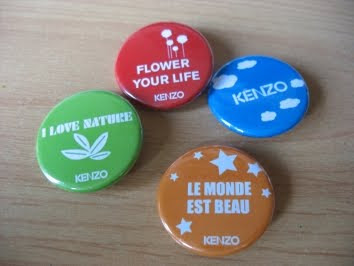 FLOWER
YOUR LIFE
KENZO
KENZO
I LOVE NATURE
KENZO
LE MONDE
EST BEAU
KENZO